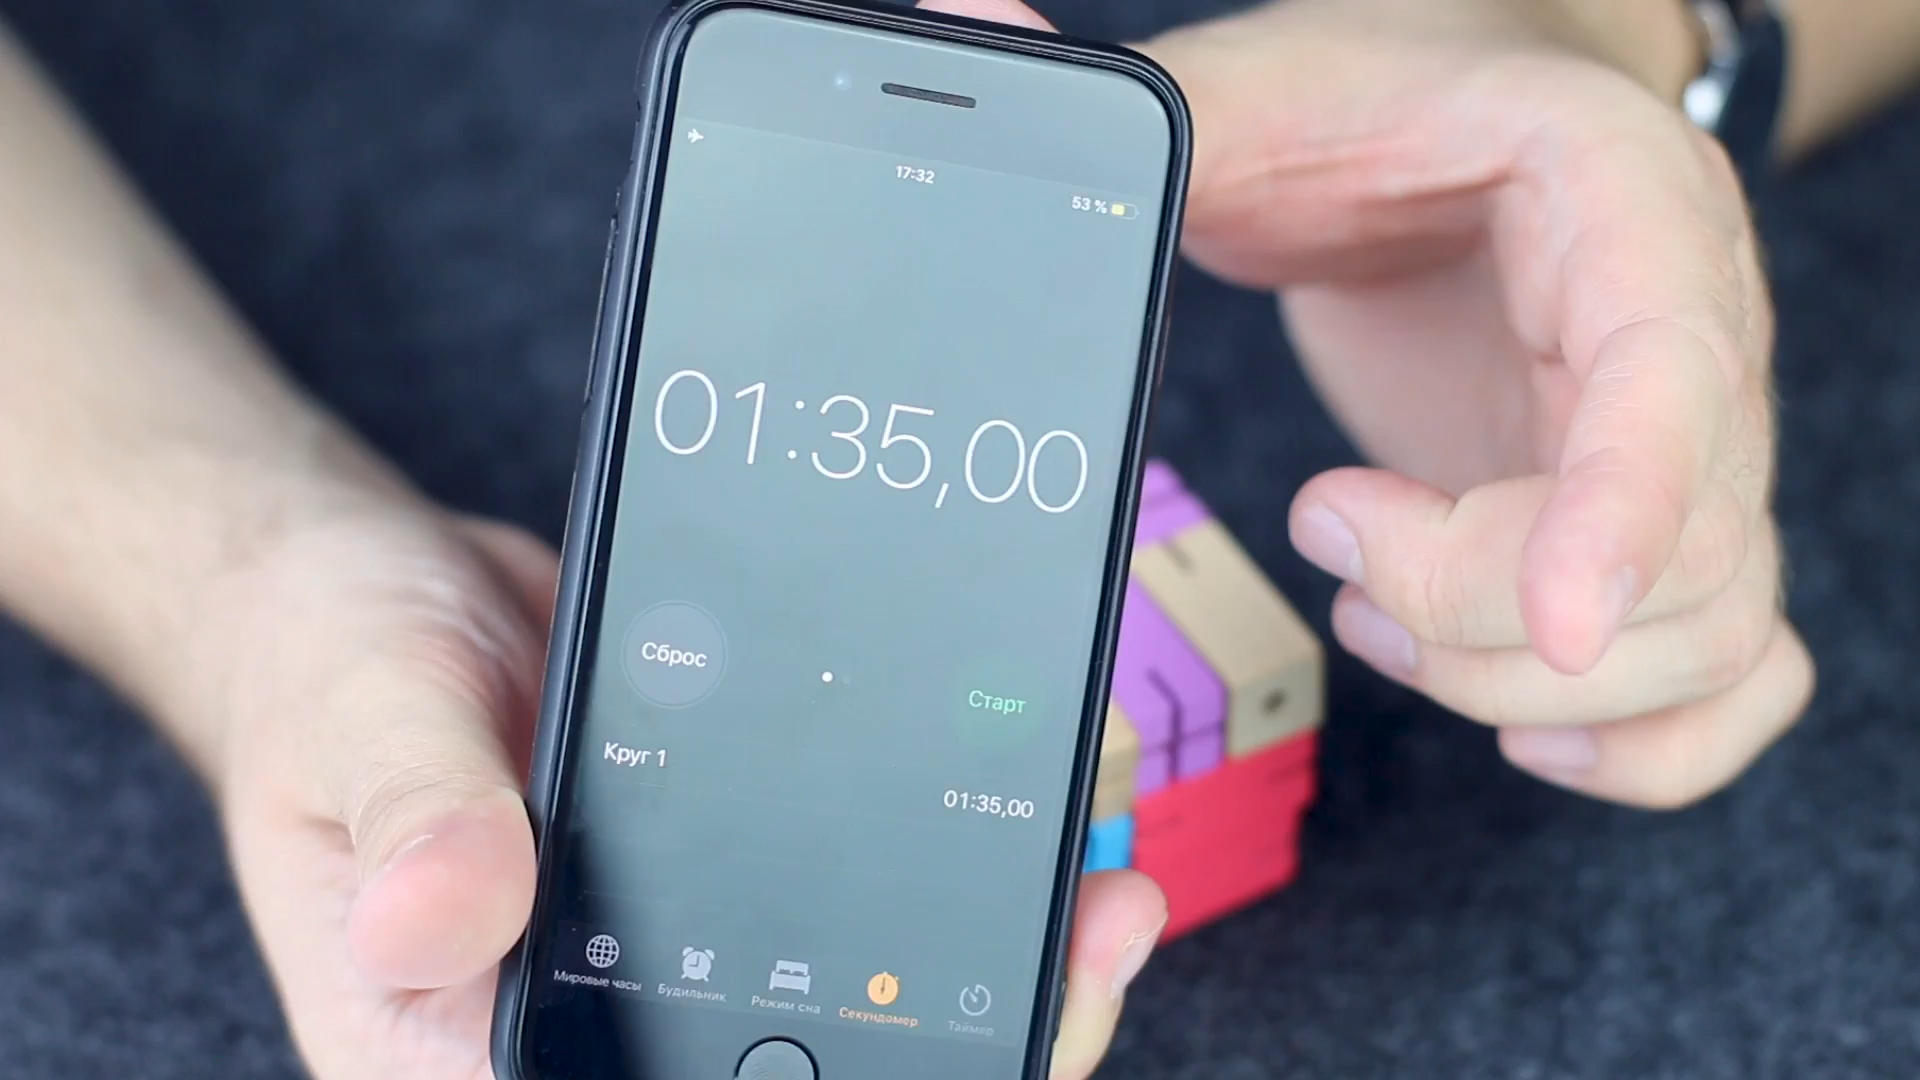 17:32
53 %
01:35,00
Сброс
Старт
Круг 1
01:35,00
Мировые часы
Будильник
Режим сна
Секундомер
Таймер